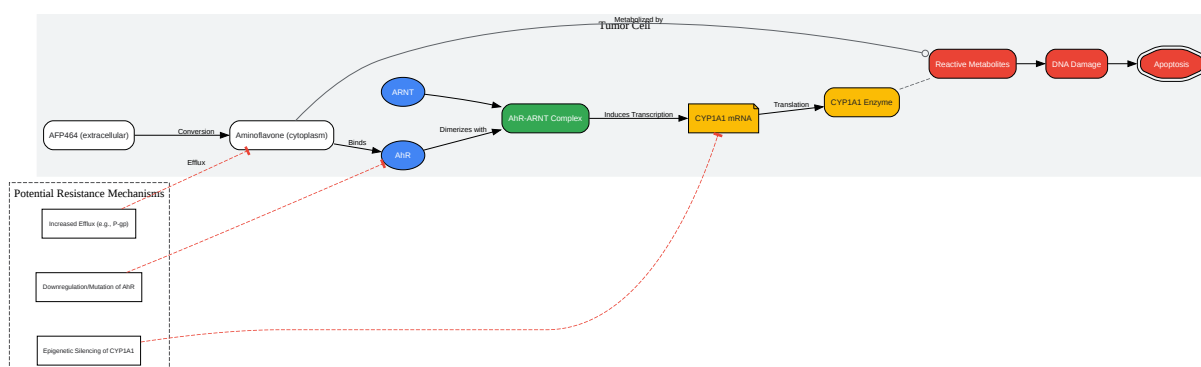 Metabolized by
Tumor Cell
Reactive Metabolites
DNA Damage
Apoptosis
ARNT
CYP1A1 Enzyme
Translation
AhR-ARNT Complex
Induces Transcription
CYP1A1 mRNA
AFP464 (extracellular)
Conversion
Aminoflavone (cytoplasm)
Dimerizes with
Binds
AhR
Efflux
Potential Resistance Mechanisms
Increased Efflux (e.g., P-gp)
Downregulation/Mutation of AhR
Epigenetic Silencing of CYP1A1